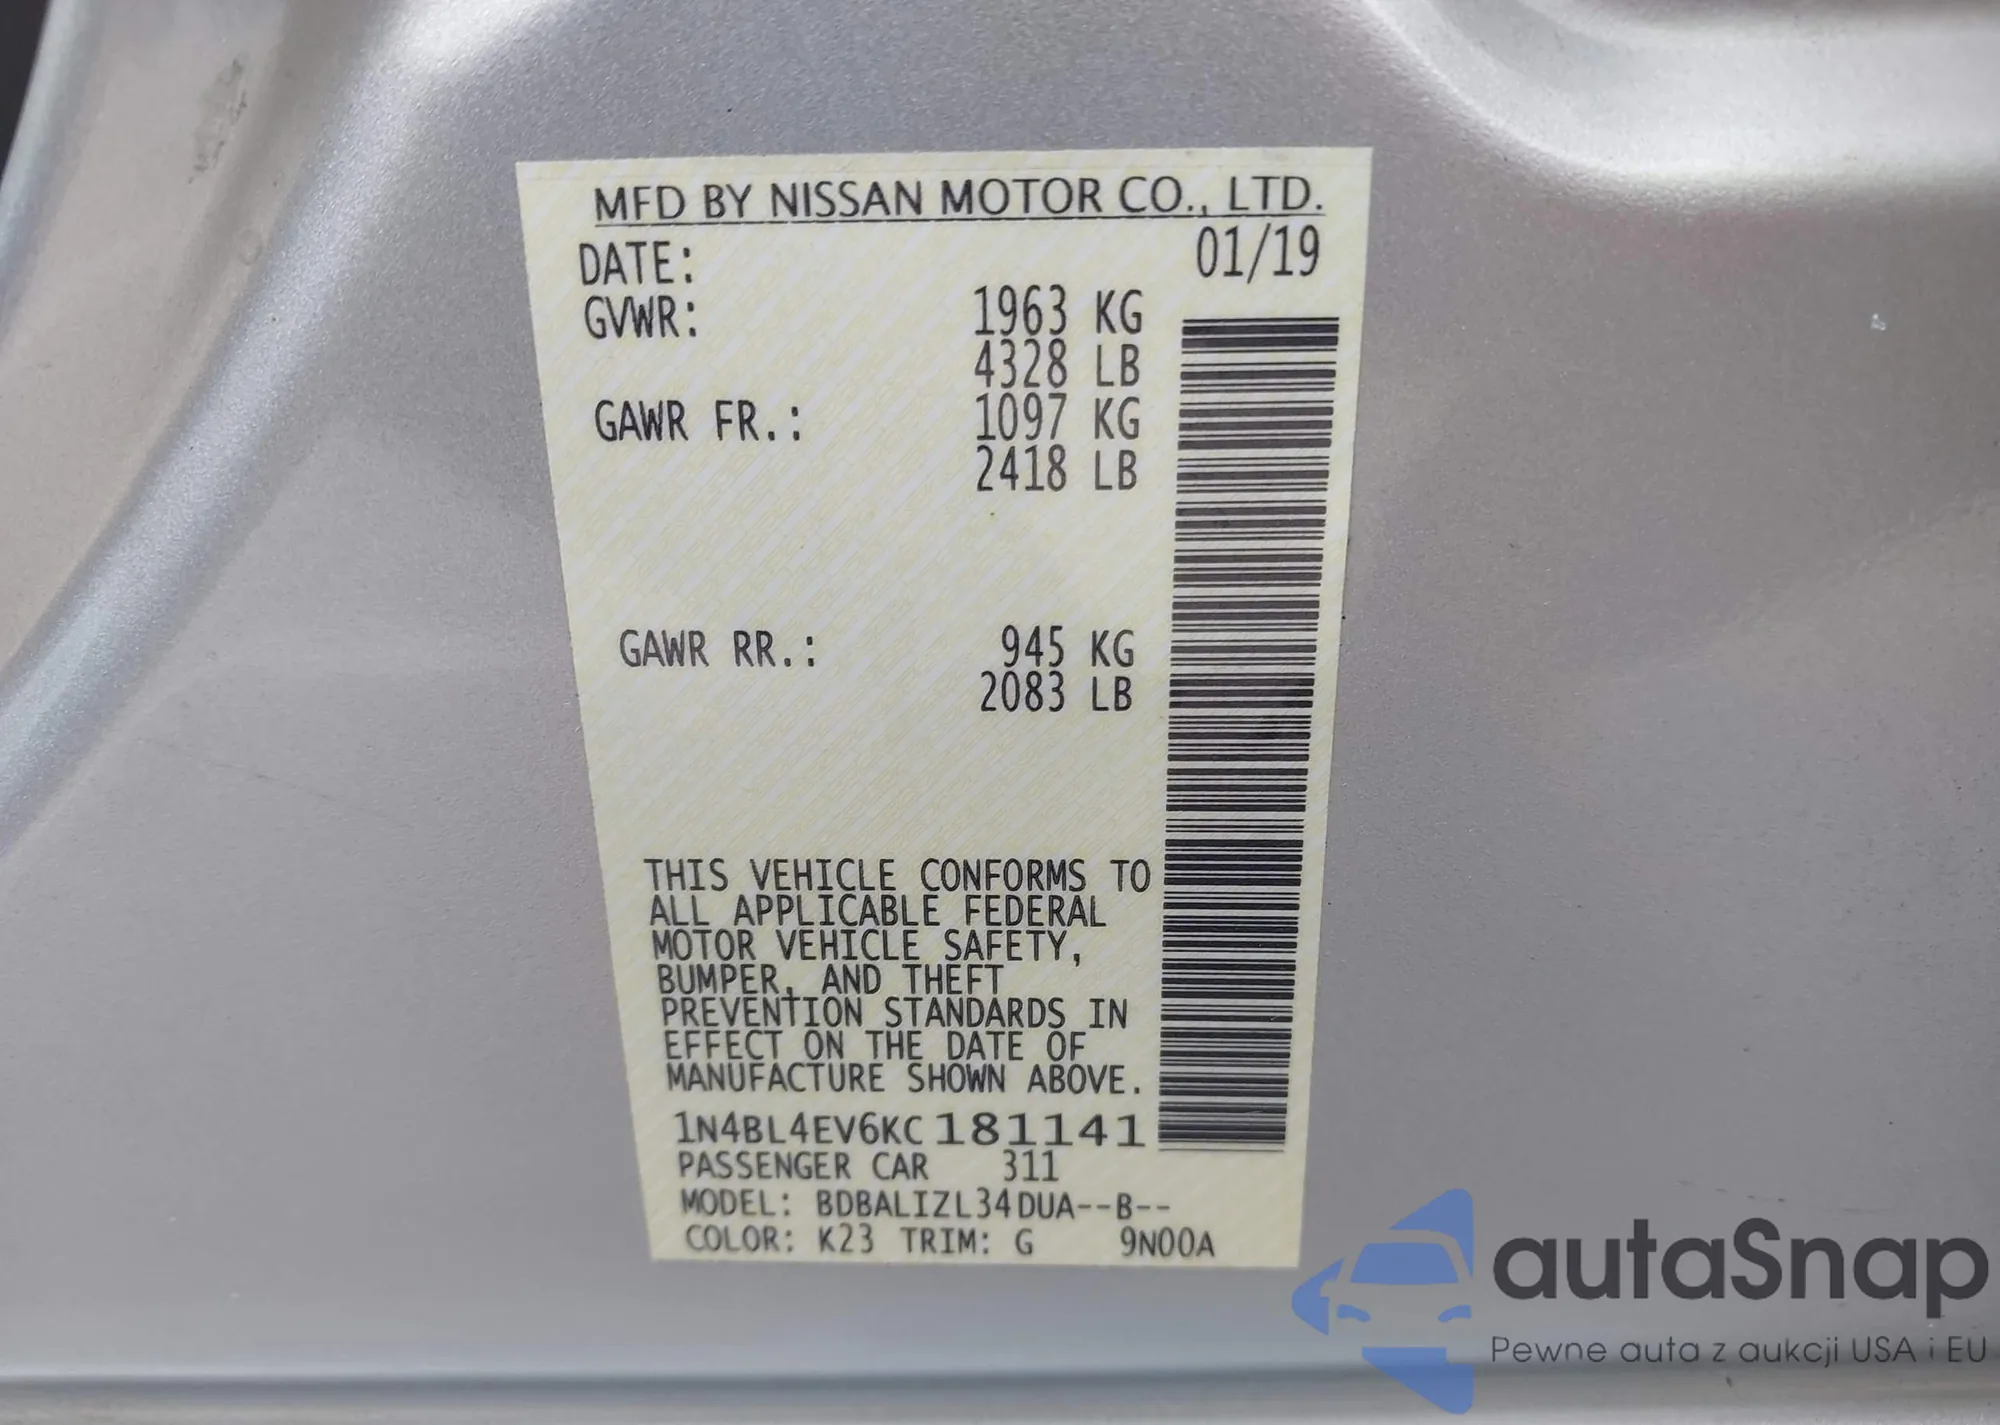 MFD BY NISSAN MOTOR CO., LTD.
DATE: 01/19
GVWR: 1963 KG
4328 LB
GAWR FR.: 1097 KG
2418 LB
GAWR RR.: 945 KG
2083 LB
THIS VEHICLE CONFORMS TO
ALL APPLICABLE FEDERAL
MOTOR VEHICLE SAFETY,
BUMPER, AND THEFT
PREVENTION STANDARDS IN
EFFECT ON THE DATE OF
MANUFACTURE SHOWN ABOVE.
1N4BL4EV6KC181141
PASSENGER CAR 311
MODEL: BDBALIZL34DUA--B--
COLOR: K23 TRIM: G 9N00A
autaSnap
Pewne auta z aukcji USA i EU